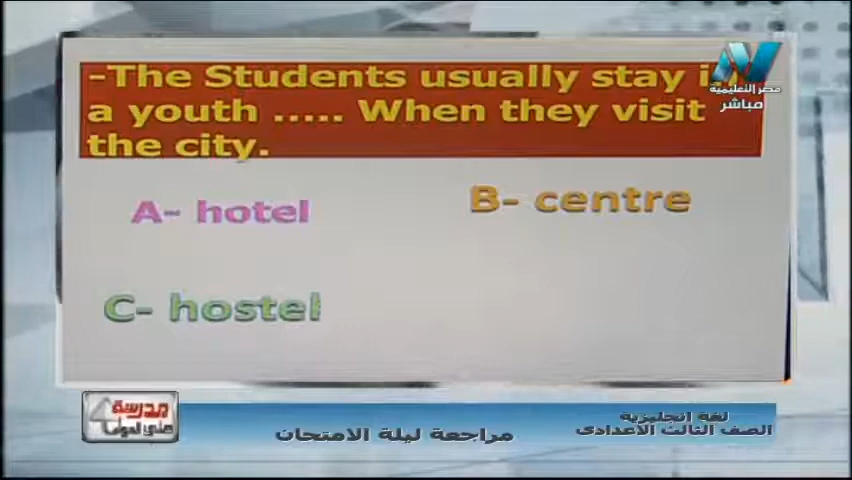 -The Students usually stay in
a youth ..... When they visit
the city.
A- hotel
B- centre
C- hostel
مصر التعليمية
مباشر
مدرسة
على الهواء
مراجعة ليلة الامتحان
لغة انجليزية
الصف الثالث الاعدادى